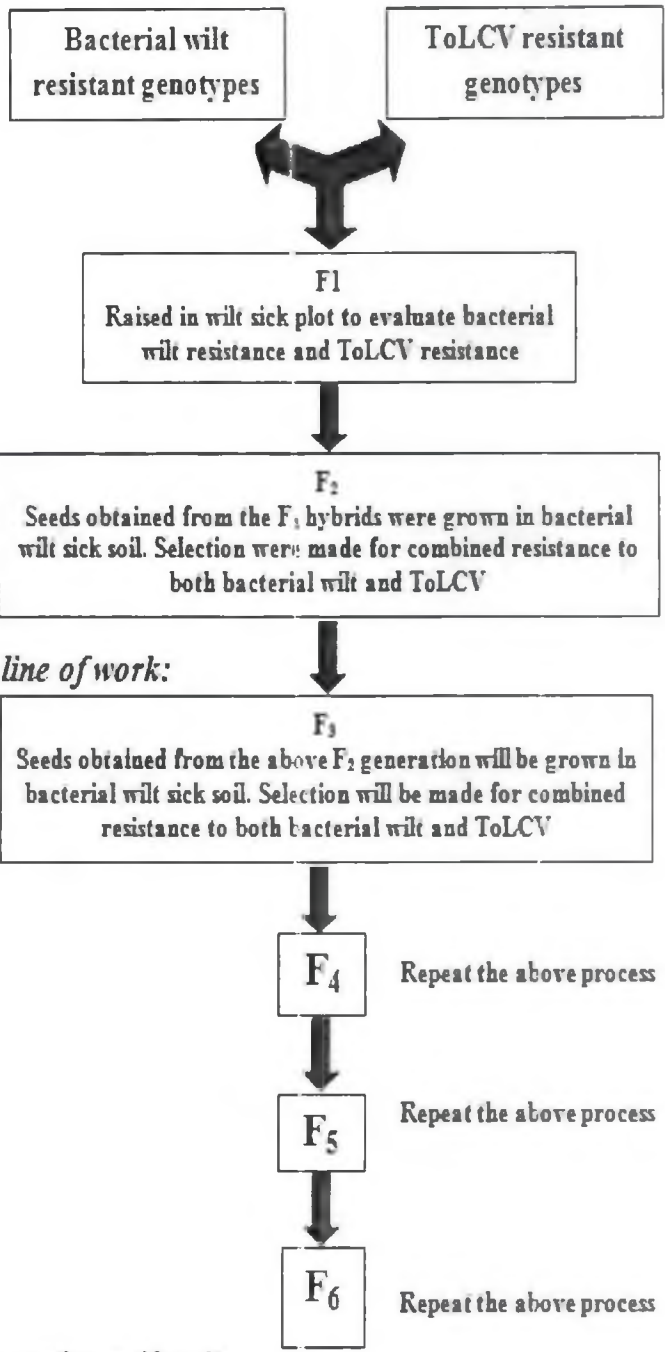 Bacterial wilt
resistant genotypes
ToLCV resistant
genotypes
F1
Raised in wilt sick plot to evaluate bacterial
wilt resistance and ToLCV resistance
F₂
Seeds obtained from the F₁ hybrids were grown in bacterial
wilt sick soil. Selection were made for combined resistance to
both bacterial wilt and ToLCV
line of work:
F₃
Seeds obtained from the above F₂ generation will be grown in
bacterial wilt sick soil. Selection will be made for combined
resistance to both bacterial wilt and ToLCV
F₄ Repeat the above process
F₅ Repeat the above process
F₆ Repeat the above process